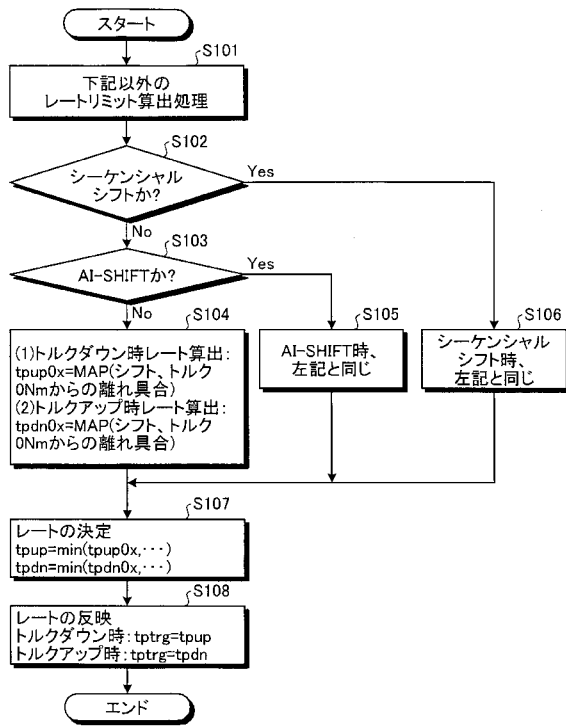 スタート
S101
下記以外の
レートリミット算出処理
S102
シーケンシャル
シフトか?
Yes
No
S103
AI-SHIFTか?
Yes
No
S104
(1)トルクダウン時レート算出:
tpup0x=MAP(シフト、トルク
0Nmからの離れ具合)
(2)トルクアップ時レート算出:
tpdn0x=MAP(シフト、トルク
0Nmからの離れ具合)
S105
AI-SHIFT時、
左記と同じ
S106
シーケンシャル
シフト時、
左記と同じ
S107
レートの決定
tpup=min(tpup0x,・・・)
tpdn=min(tpdn0x,・・・)
S108
レートの反映
トルクダウン時:tptrg=tpup
トルクアップ時:tptrg=tpdn
エンド